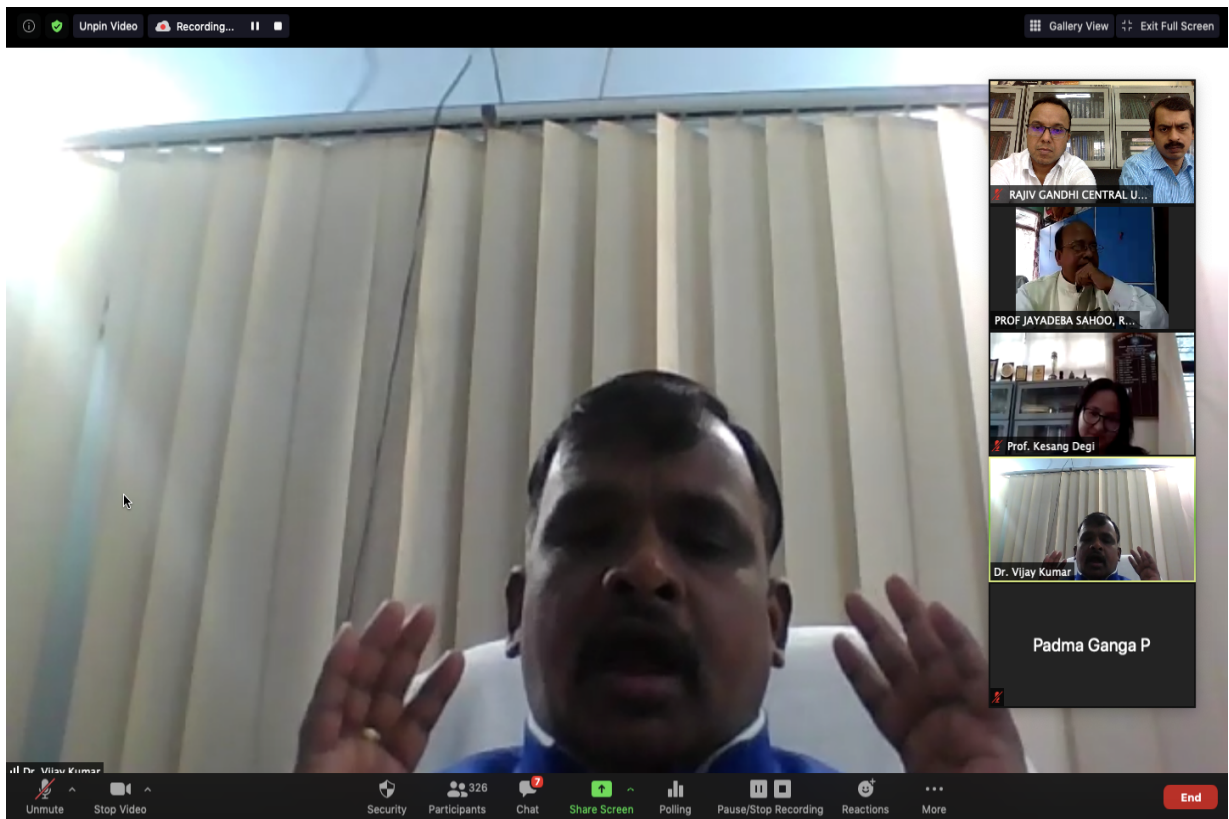 Unpin Video
Recording...
Gallery View
Exit Full Screen
RAJIV GANDHI CENTRAL U...
PROF JAYADEBA SAHOO, R...
Prof. Kesang Degi
Dr. Vijay Kumar
Padma Ganga P
Dr. Vijay Kumar
326
7
Unmute
Stop Video
Security
Participants
Chat
Share Screen
Polling
Pause/Stop Recording
Reactions
More
End